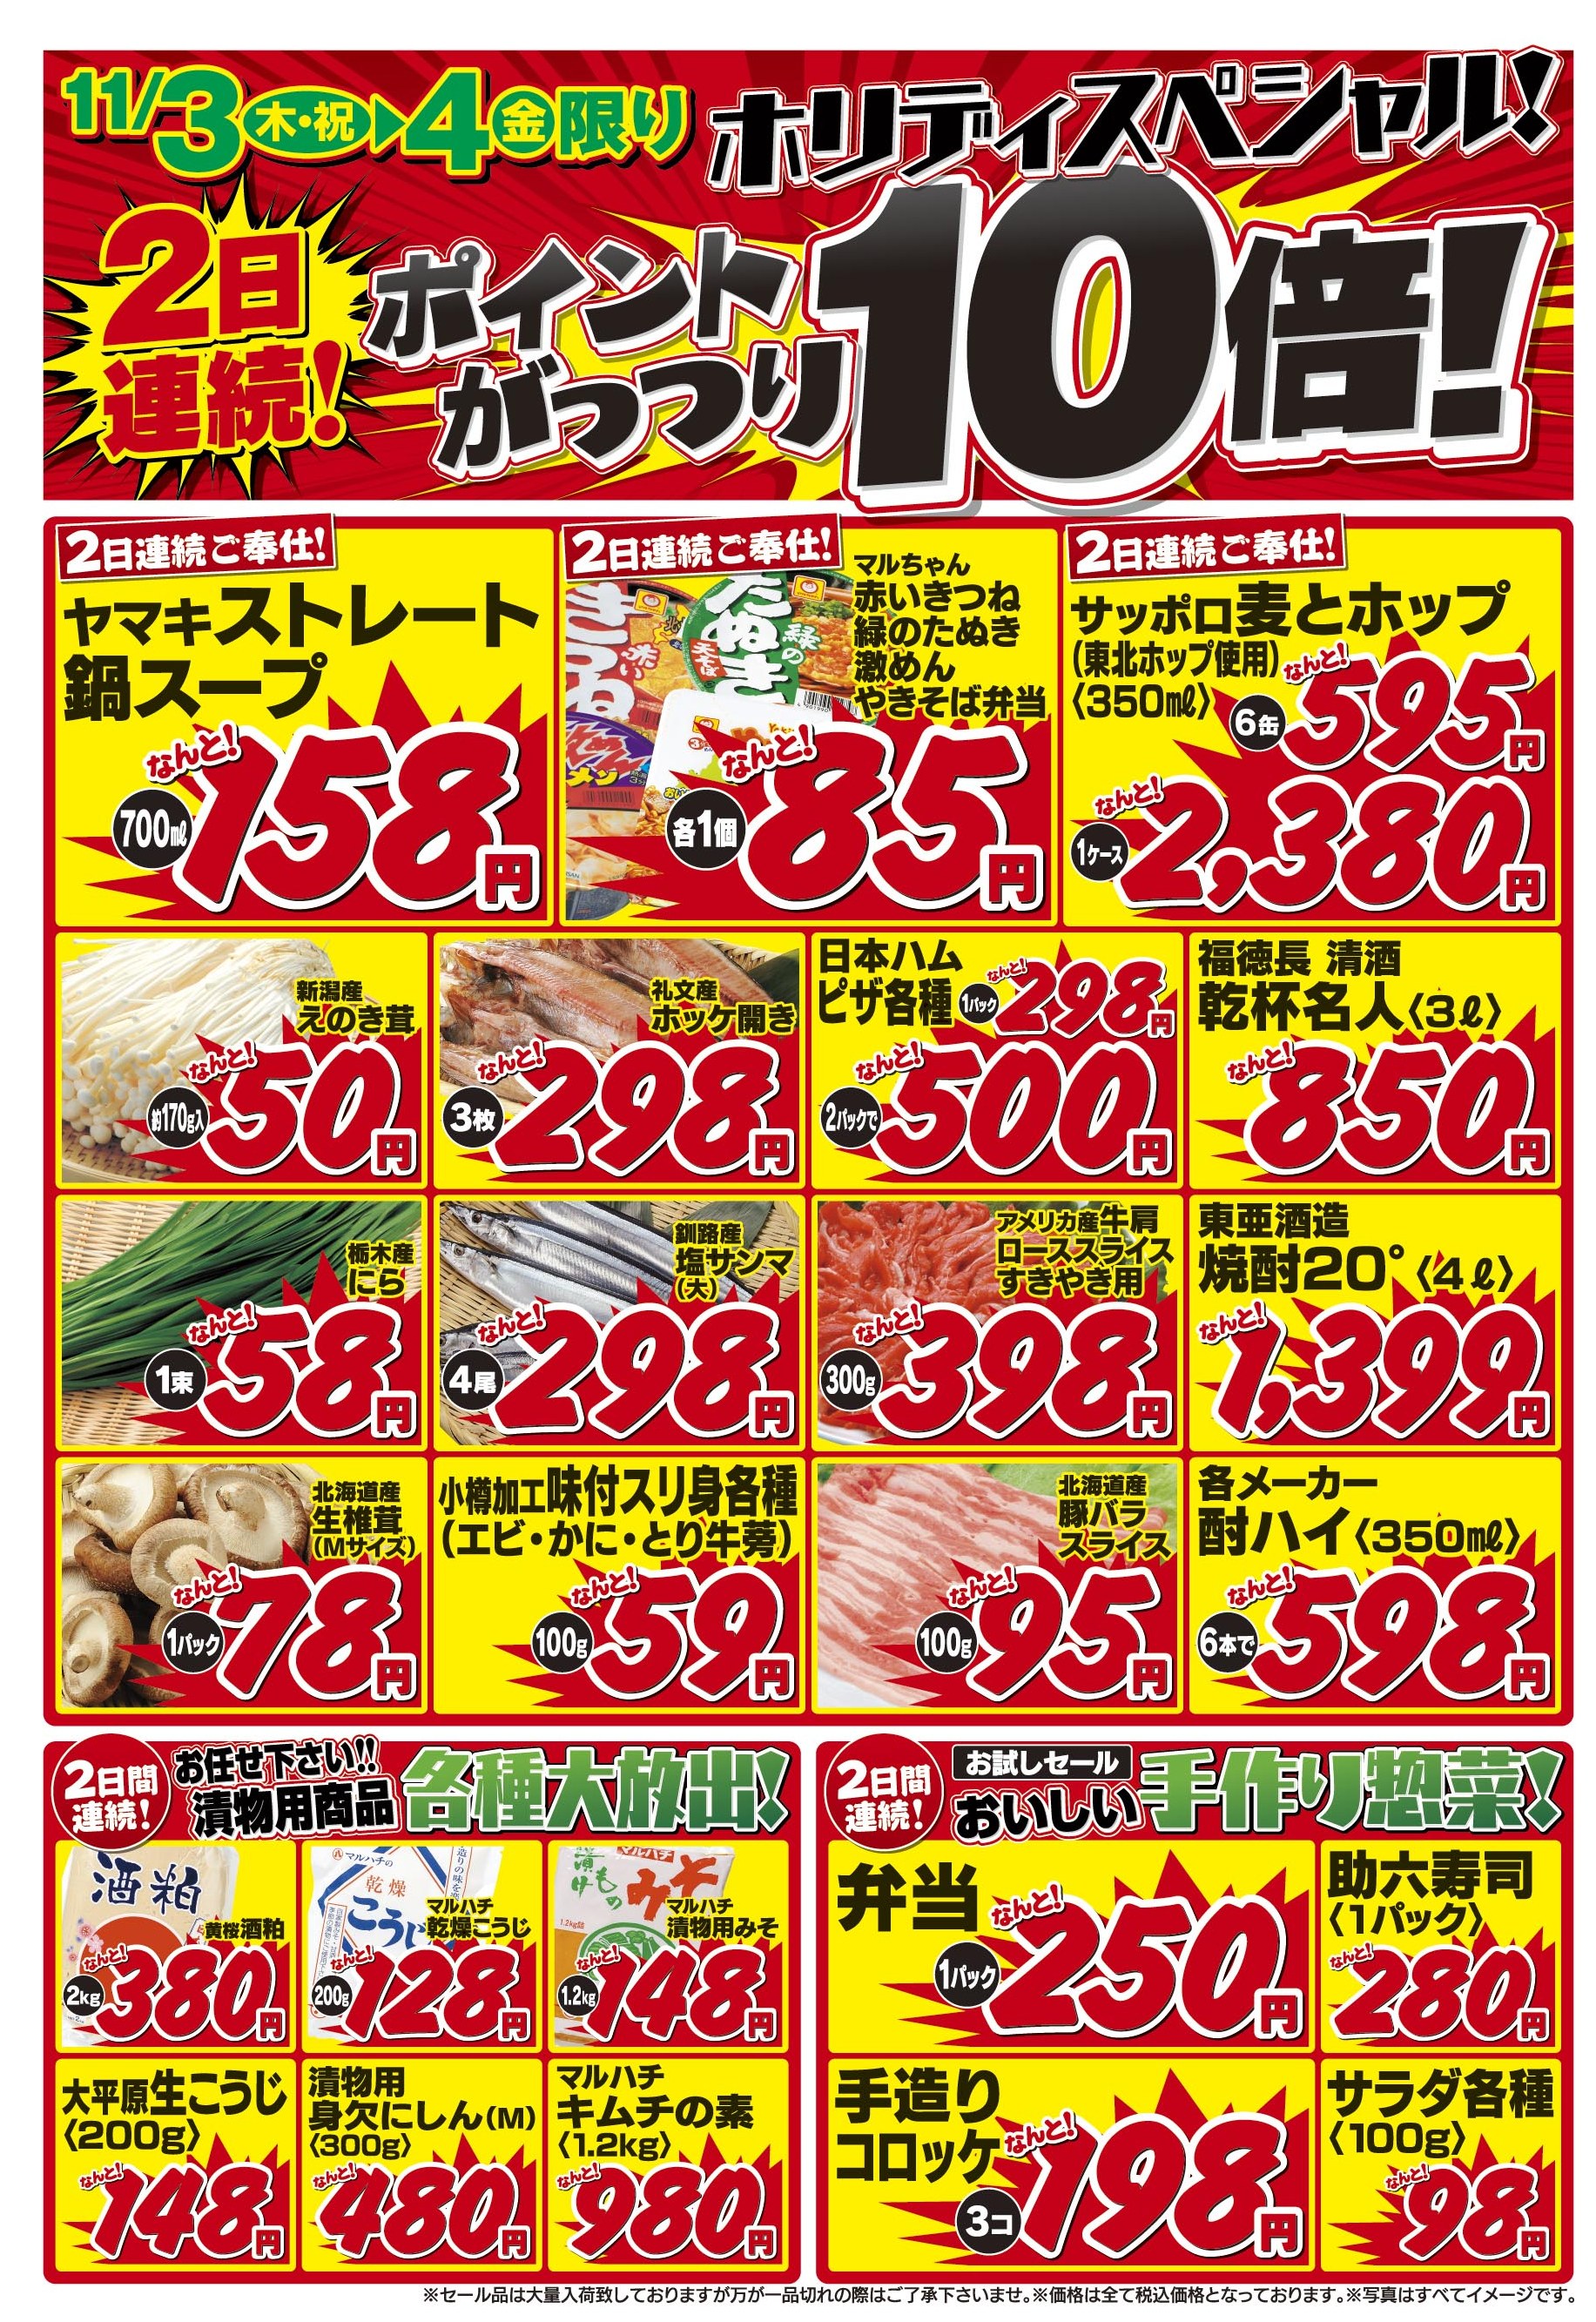 11/3木・祝▶4金限り
ホリディスペシャル!
2日
連続!
ポイント
がっつり
10倍!
2日連続ご奉仕!
ヤマキストレート
鍋スープ
なんと!
700㎖
158円
2日連続ご奉仕!
マルちゃん
赤いきつね
緑のたぬき
激めん
やきそば弁当
なんと!
各1個
85円
2日連続ご奉仕!
サッポロ麦とホップ
(東北ホップ使用)
〈350㎖〉
なんと!
6缶
595円
なんと!
1ケース
2,380円
新潟産
えのき茸
なんと!
約170g入
50円
礼文産
ホッケ開き
なんと!
3枚
298円
日本ハム
ピザ各種
なんと!
1パック
298円
なんと!
2パックで
500円
福徳長 清酒
乾杯名人〈3ℓ〉
なんと!
850円
栃木産
にら
なんと!
1束
58円
釧路産
塩サンマ
(大)
なんと!
4尾
298円
アメリカ産牛肩
ローススライス
すきやき用
なんと!
300g
398円
東亜酒造
焼酎20°〈4ℓ〉
なんと!
1,399円
北海道産
生椎茸
(Mサイズ)
なんと!
1パック
78円
小樽加工味付スリ身各種
(エビ・かに・とり牛蒡)
なんと!
100g
59円
北海道産
豚バラ
スライス
なんと!
100g
95円
各メーカー
酎ハイ〈350㎖〉
なんと!
6本で
598円
2日間
連続!
お任せ下さい!!
漬物用商品
各種大放出!
酒粕
黄桜酒粕
なんと!
2kg
380円
マルハチの
乾燥
こうじ
マルハチ
乾燥こうじ
なんと!
200g
128円
マルハチ
漬もの
みそ
1.2kg
マルハチ
漬物用みそ
なんと!
1.2kg
148円
大平原生こうじ
〈200g〉
なんと!
148円
漬物用
身欠にしん(M)
〈300g〉
なんと!
480円
マルハチ
キムチの素
〈1.2kg〉
なんと!
980円
2日間
連続!
お試しセール
おいしい
手作り惣菜!
弁当
なんと!
1パック
250円
助六寿司
〈1パック〉
なんと!
280円
手造り
コロッケ
なんと!
3コ
198円
サラダ各種
〈100g〉
なんと!
98円
※セール品は大量入荷致しておりますが万が一品切れの際はご了承下さいませ。※価格は全て税込価格となっております。※写真はすべてイメージです。